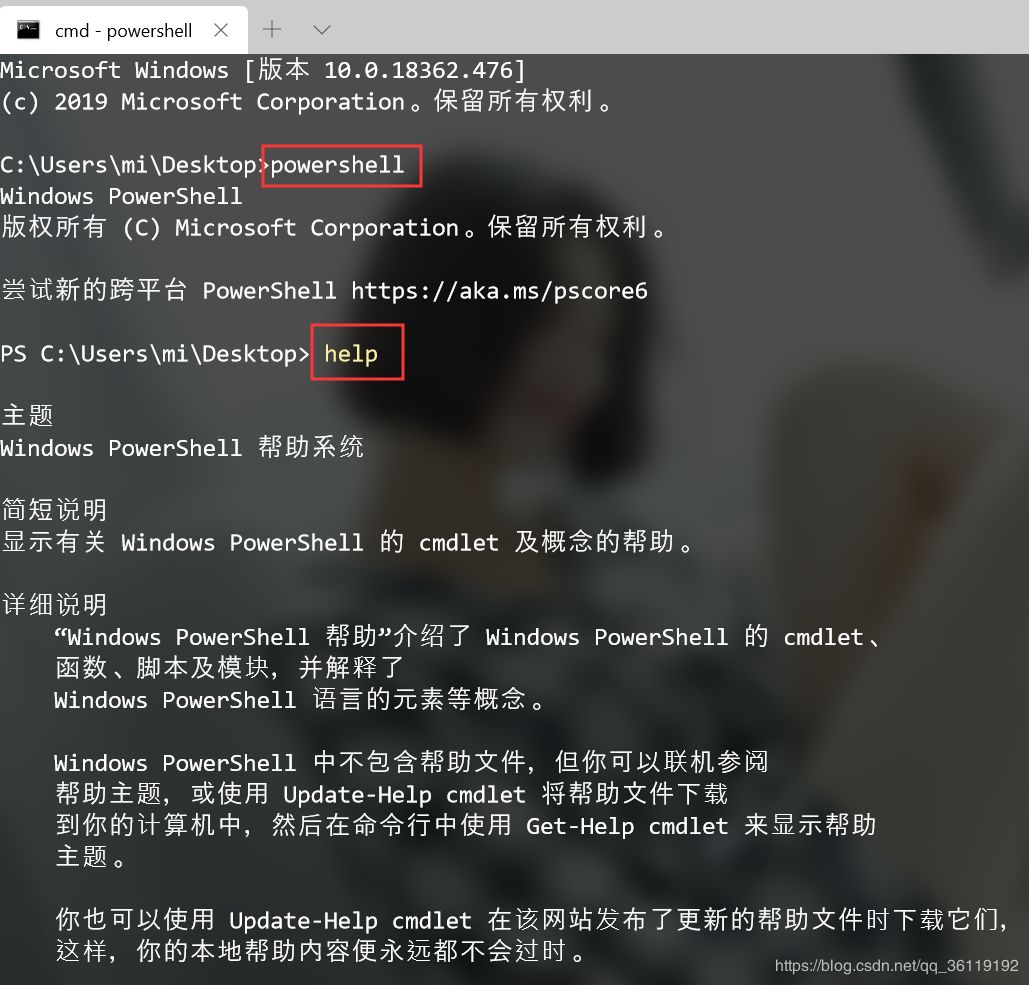 cmd - powershell
Microsoft Windows [版本 10.0.18362.476]
(c) 2019 Microsoft Corporation。保留所有权利。
C:\Users\mi\Desktop>powershell
Windows PowerShell
版权所有 (C) Microsoft Corporation。保留所有权利。
尝试新的跨平台 PowerShell https://aka.ms/pscore6
PS C:\Users\mi\Desktop> help
主题
Windows PowerShell 帮助系统
简短说明
显示有关 Windows PowerShell 的 cmdlet 及概念的帮助。
详细说明
“Windows PowerShell 帮助”介绍了 Windows PowerShell 的 cmdlet、
函数、脚本及模块，并解释了
Windows PowerShell 语言的元素等概念。
Windows PowerShell 中不包含帮助文件，但你可以联机参阅
帮助主题，或使用 Update-Help cmdlet 将帮助文件下载
到你的计算机中，然后在命令行中使用 Get-Help cmdlet 来显示帮助
主题。
你也可以使用 Update-Help cmdlet 在该网站发布了更新的帮助文件时下载它们，
这样，你的本地帮助内容便永远都不会过时。
https://blog.csdn.net/qq_36119192